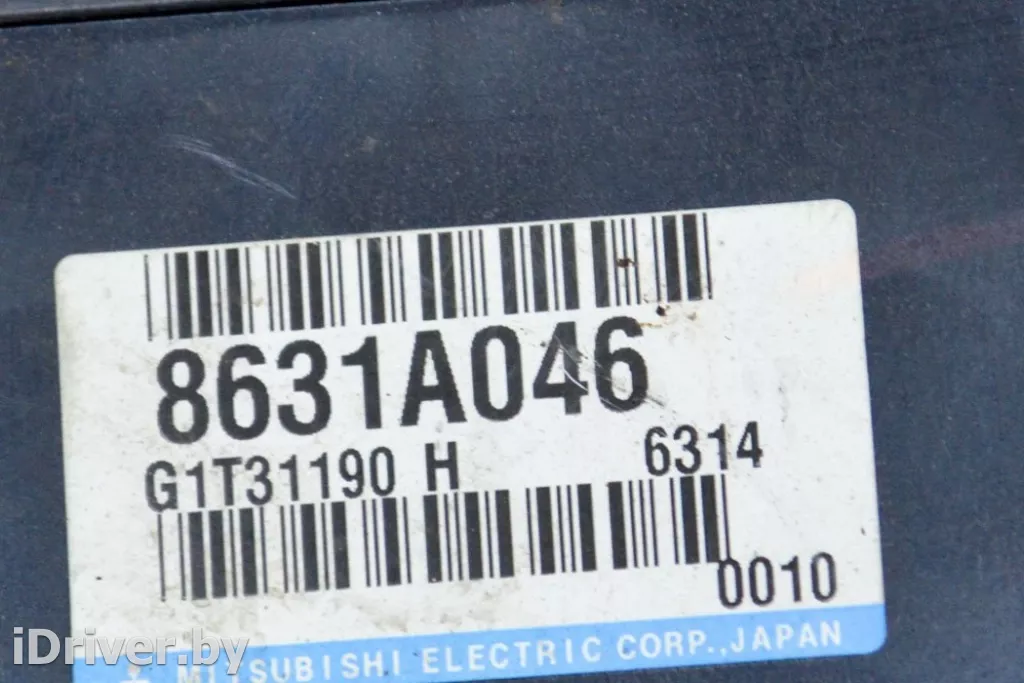 8631A046
G1T31190 H 6314
0010
MITSUBISHI ELECTRIC CORP., JAPAN
iDriver.by